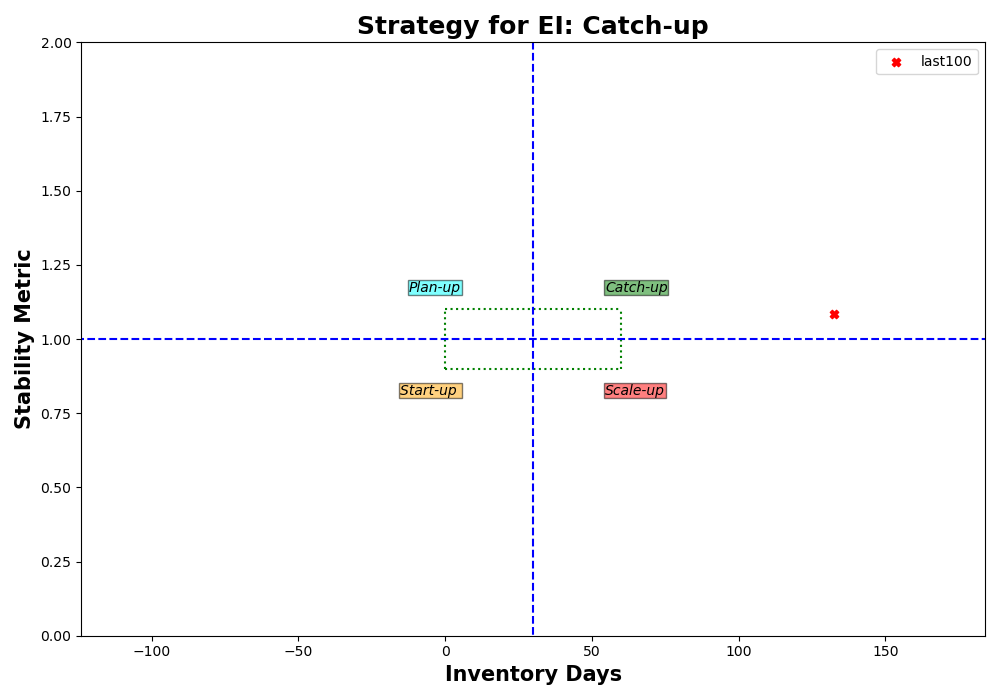 Strategy for EI: Catch-up
last100
2.00
1.75
1.50
1.25
1.00
0.75
0.50
0.25
0.00
Stability Metric
Plan-up
Catch-up
Start-up
Scale-up
−100
−50
0
50
100
150
Inventory Days